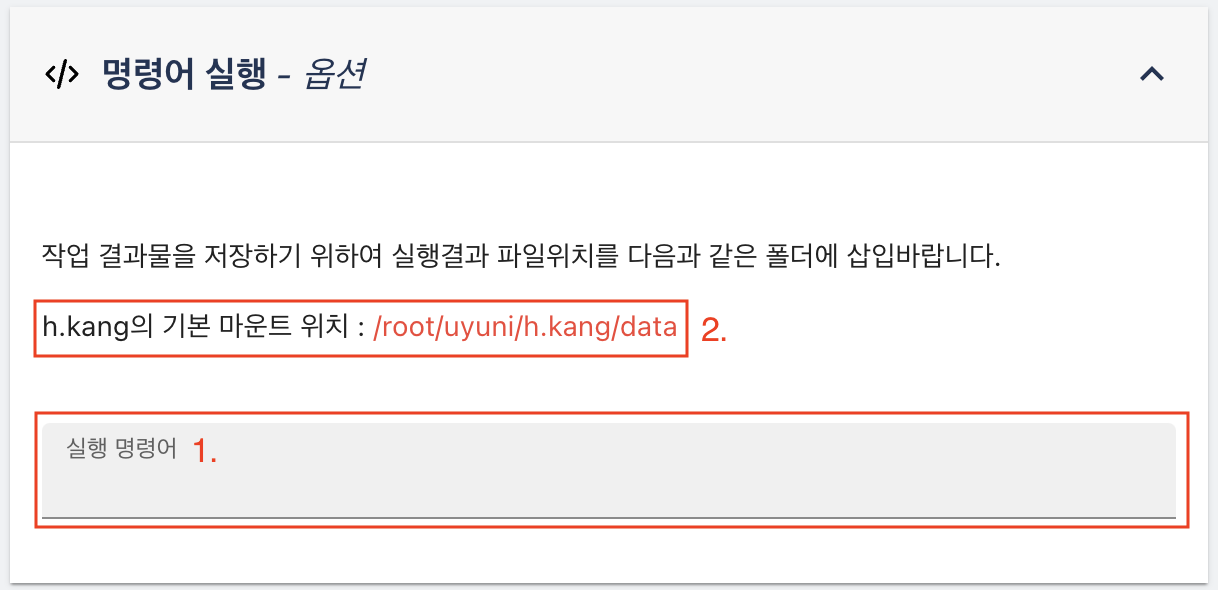 </> 명령어 실행 - 옵션
작업 결과물을 저장하기 위하여 실행결과 파일위치를 다음과 같은 폴더에 삽입바랍니다.
h.kang의 기본 마운트 위치 : /root/uyuni/h.kang/data 2.
실행 명령어 1.